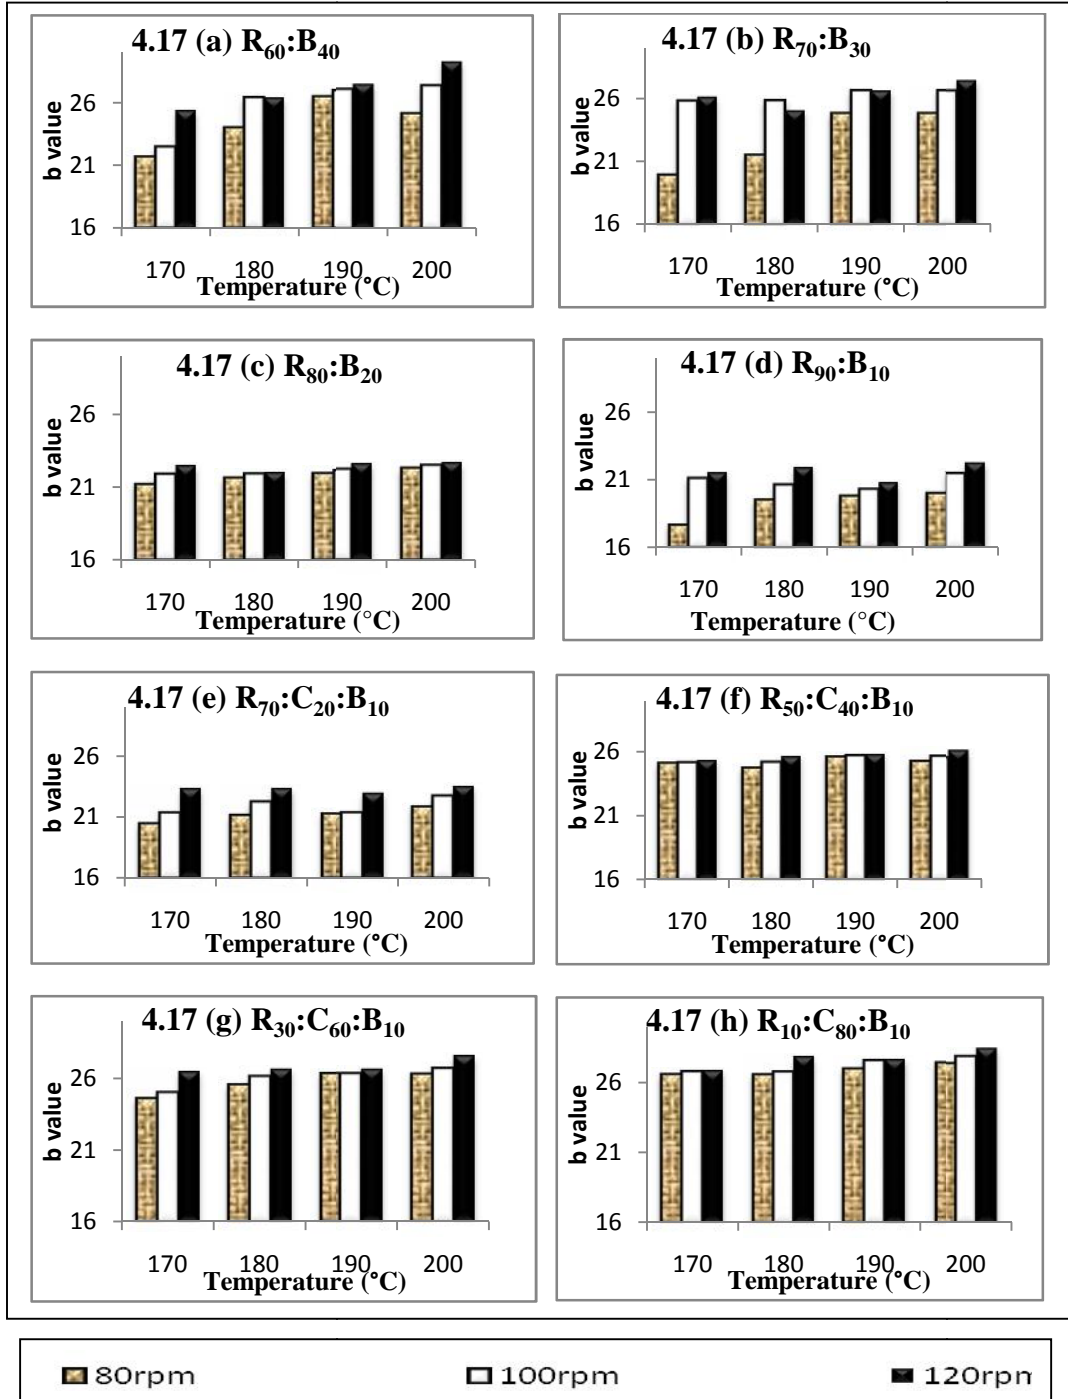 4.17 (a) R60:B40
b value
26
21
16
170 180 190 200
Temperature (°C)
4.17 (b) R70:B30
b value
26
21
16
170 180 190 200
Temperature (°C)
4.17 (c) R80:B20
b value
26
21
16
170 180 190 200
Temperature (°C)
4.17 (d) R90:B10
b value
26
21
16
170 180 190 200
Temperature (°C)
4.17 (e) R70:C20:B10
b value
26
21
16
170 180 190 200
Temperature (°C)
4.17 (f) R50:C40:B10
b value
26
21
16
170 180 190 200
Temperature (°C)
4.17 (g) R30:C60:B10
b value
26
21
16
170 180 190 200
Temperature (°C)
4.17 (h) R10:C80:B10
b value
26
21
16
170 180 190 200
Temperature (°C)
80rpm 100rpm 120rpm